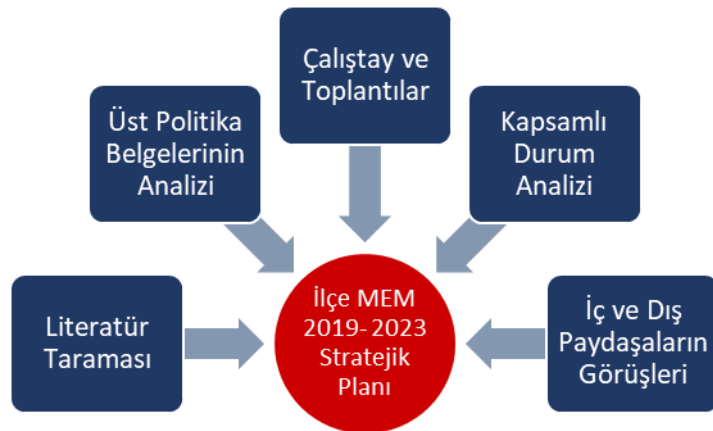 Çalıştay ve
Toplantılar
Üst Politika
Belgelerinin
Analizi
Kapsamlı
Durum
Analizi
Literatür
Taraması
İlçe MEM
2019-2023
Stratejik
Planı
İç ve Dış
Paydaşaların
Görüşleri